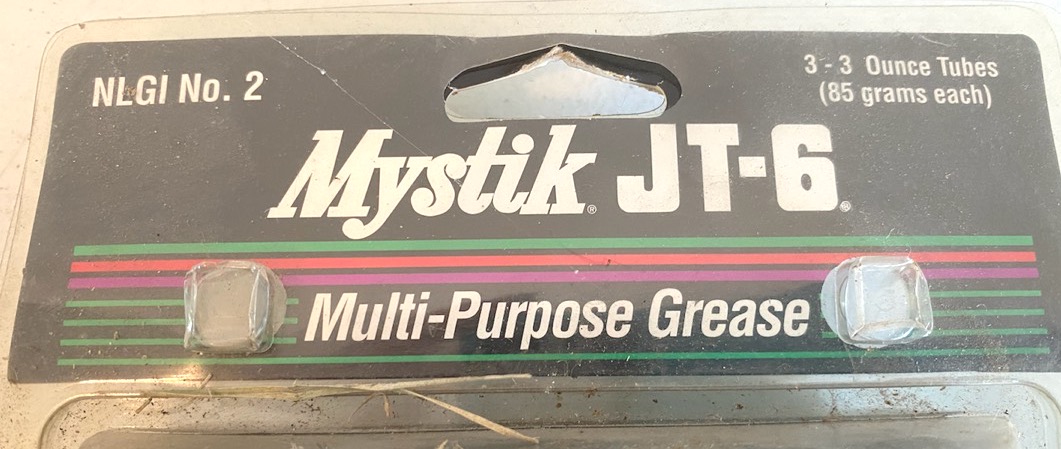 NLGI No. 2
3 - 3 Ounce Tubes
(85 grams each)
Mystik® JT-6®
Multi-Purpose Grease